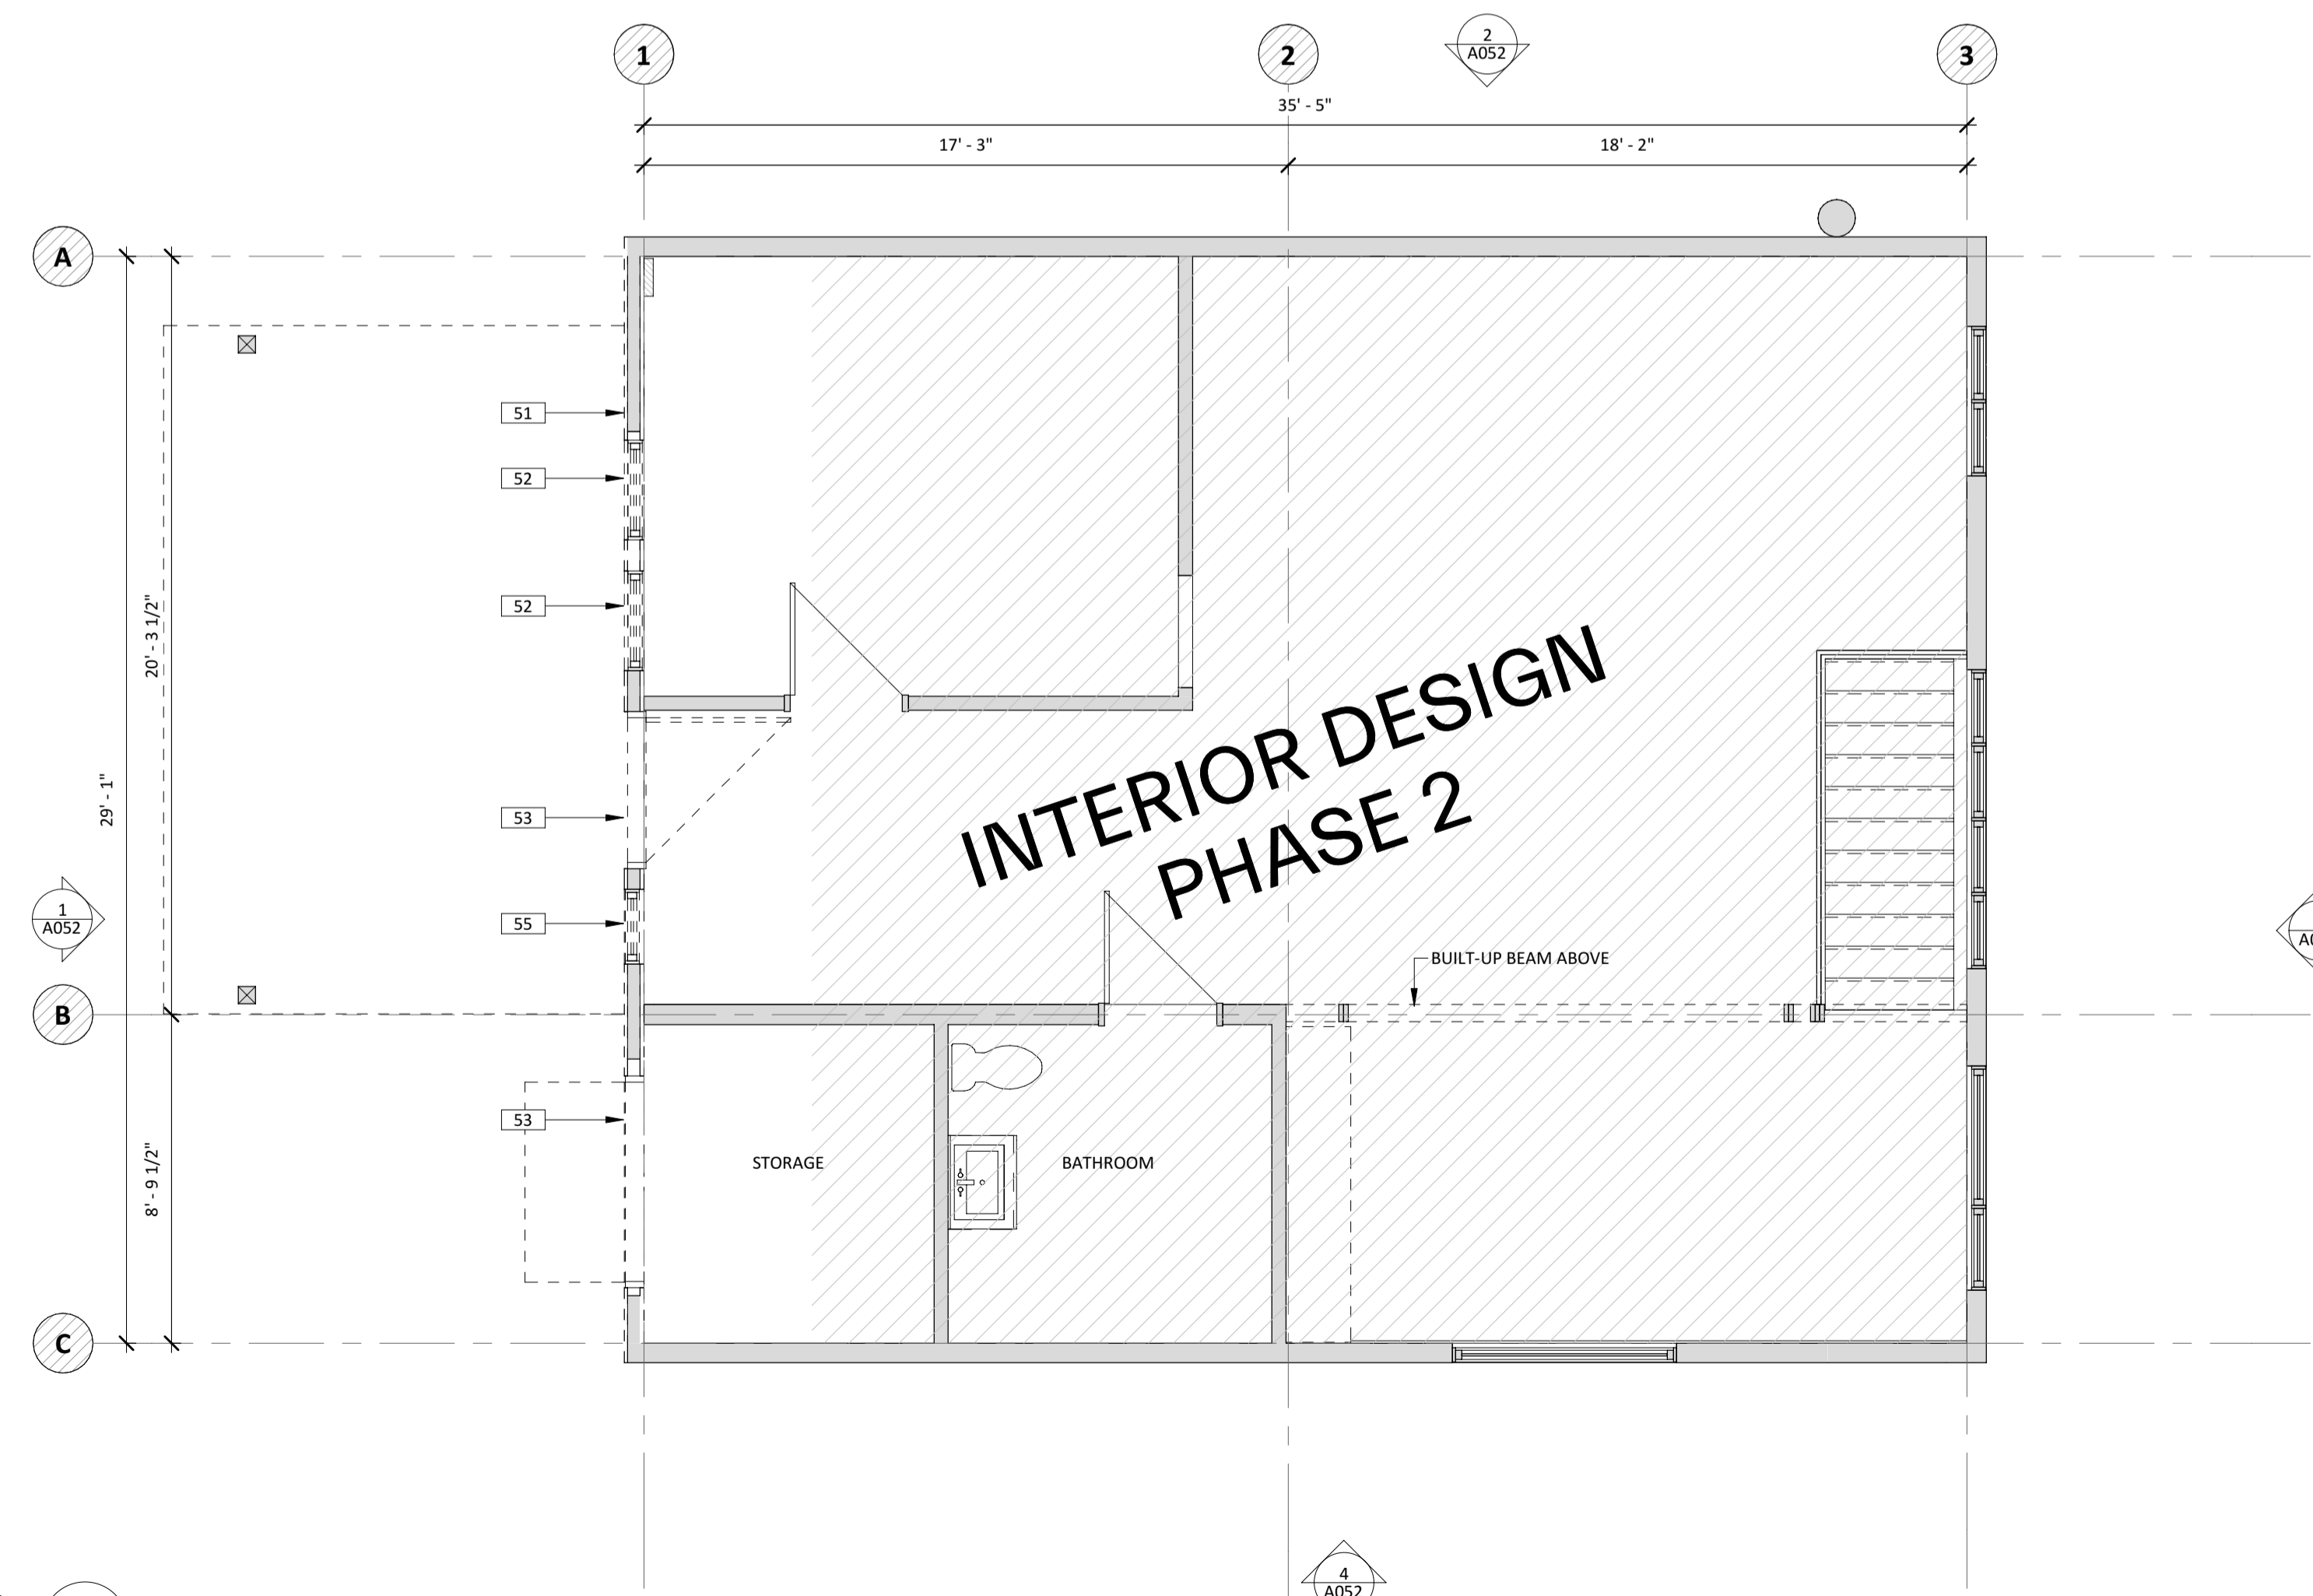 1
2
3
2
A052
35' - 5"
17' - 3"
18' - 2"
A
51
52
52
20' - 3 1/2"
29' - 1"
INTERIOR DESIGN
PHASE 2
53
1
A052
55
BUILT-UP BEAM ABOVE
B
53
STORAGE
BATHROOM
8' - 9 1/2"
C
4
A052